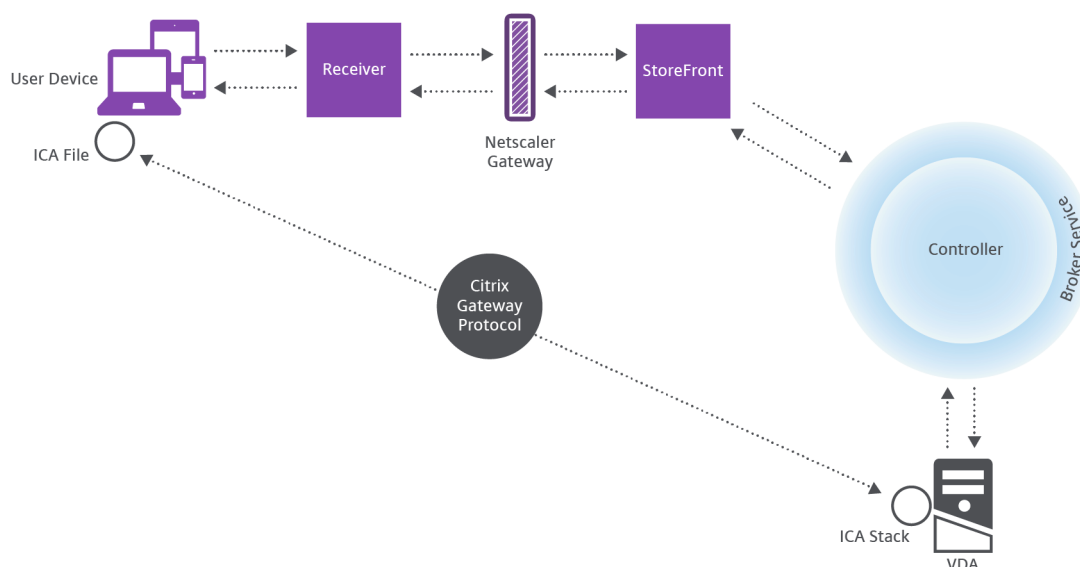 User Device
Receiver
StoreFront
Netscaler
Gateway
ICA File
Controller
Broker Service
Citrix
Gateway
Protocol
ICA Stack
VDA